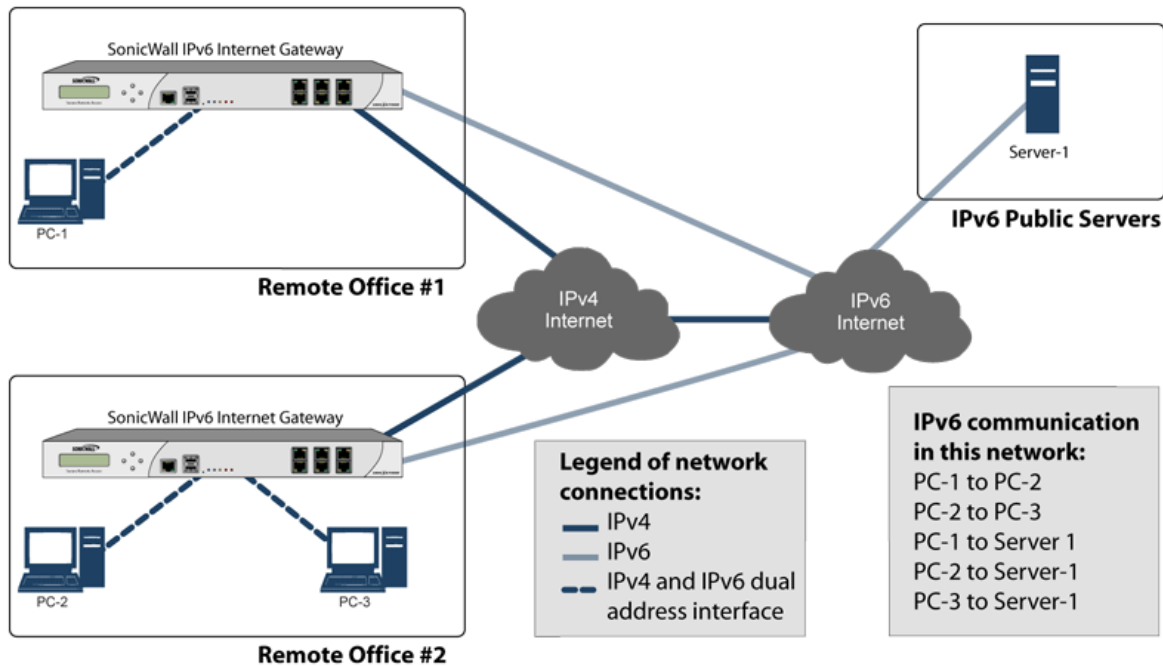 SonicWall IPv6 Internet Gateway
SONICWALL
PC-1
Remote Office #1
Server-1
IPv6 Public Servers
IPv4
Internet
IPv6
Internet
SonicWall IPv6 Internet Gateway
SONICWALL
PC-2
PC-3
Remote Office #2
Legend of network
connections:
IPv4
IPv6
IPv4 and IPv6 dual
address interface
IPv6 communication
in this network:
PC-1 to PC-2
PC-2 to PC-3
PC-1 to Server 1
PC-2 to Server-1
PC-3 to Server-1